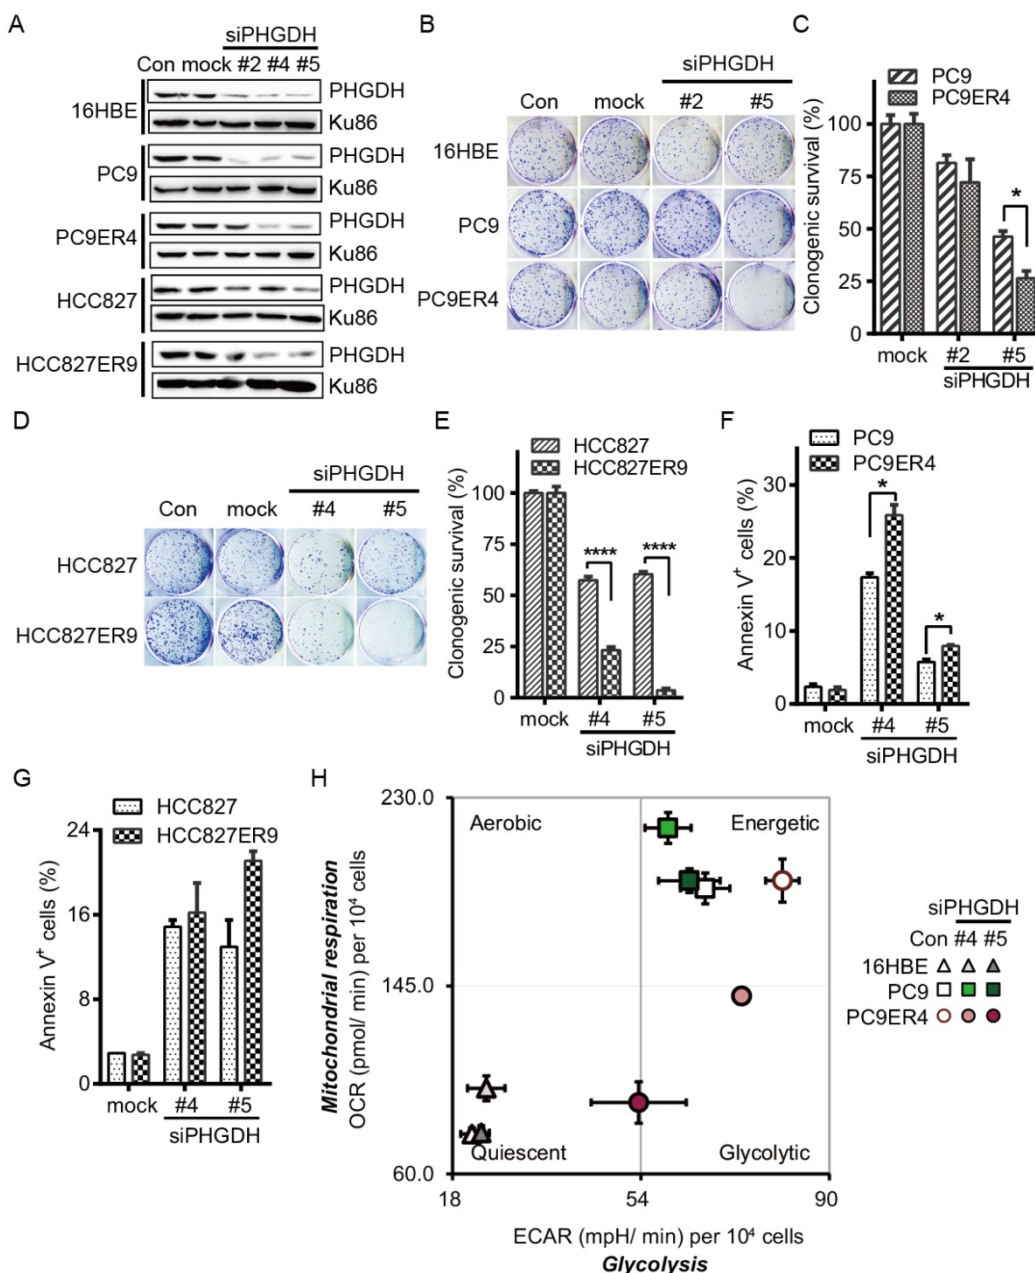 A
siPHGDH
Con mock #2 #4 #5
16HBE
PHGDH
Ku86
PC9
PHGDH
Ku86
PC9ER4
PHGDH
Ku86
HCC827
PHGDH
Ku86
HCC827ER9
PHGDH
Ku86
B
siPHGDH
Con mock #2 #5
16HBE
PC9
PC9ER4
C
PC9
PC9ER4
Clonogenic survival (%)
100
75
50
25
0
*
mock #2 #5
siPHGDH
D
siPHGDH
Con mock #4 #5
HCC827
HCC827ER9
E
HCC827
HCC827ER9
Clonogenic survival (%)
100
75
50
25
0
**** ****
mock #4 #5
siPHGDH
F
PC9
PC9ER4
Annexin V⁺ cells (%)
30
20
10
0
*
*
mock #4 #5
siPHGDH
G
HCC827
HCC827ER9
Annexin V⁺ cells (%)
24
16
8
0
mock #4 #5
siPHGDH
H
Mitochondrial respiration
OCR (pmol/ min) per 10⁴ cells
230.0
145.0
60.0
Aerobic Energetic
Quiescent Glycolytic
18 54 90
ECAR (mpH/ min) per 10⁴ cells
Glycolysis
siPHGDH
Con #4 #5
16HBE
PC9
PC9ER4